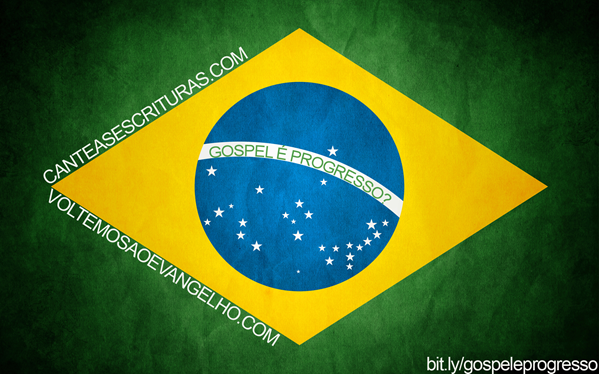 CANTEASESCRITURAS.COM
GOSPEL É PROGRESSO?
VOLTEMOSAOEVANGELHO.COM
bit.ly/gospeleprogresso